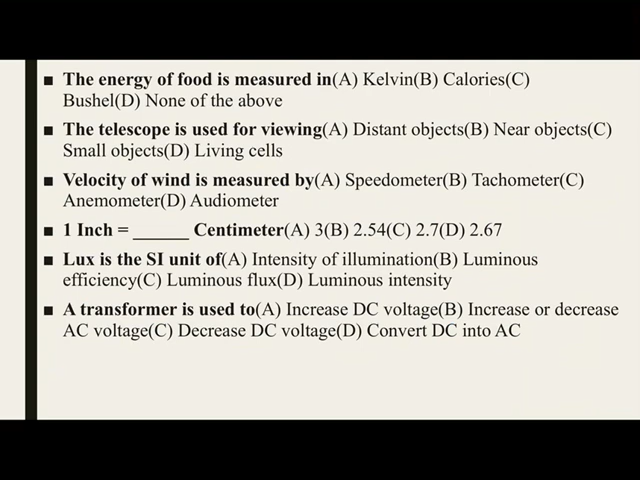 ■ The energy of food is measured in(A) Kelvin(B) Calories(C)
Bushel(D) None of the above
■ The telescope is used for viewing(A) Distant objects(B) Near objects(C)
Small objects(D) Living cells
■ Velocity of wind is measured by(A) Speedometer(B) Tachometer(C)
Anemometer(D) Audiometer
■ 1 Inch = ______ Centimeter(A) 3(B) 2.54(C) 2.7(D) 2.67
■ Lux is the SI unit of(A) Intensity of illumination(B) Luminous
efficiency(C) Luminous flux(D) Luminous intensity
■ A transformer is used to(A) Increase DC voltage(B) Increase or decrease
AC voltage(C) Decrease DC voltage(D) Convert DC into AC